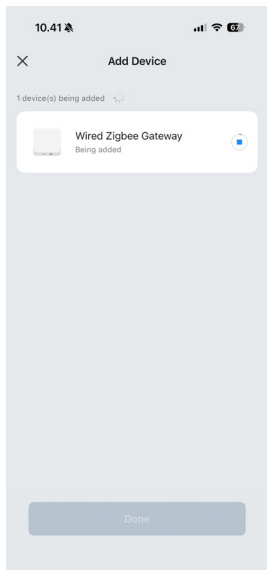 10.41
67
Add Device
1 device(s) being added
Wired Zigbee Gateway
Being added
Done